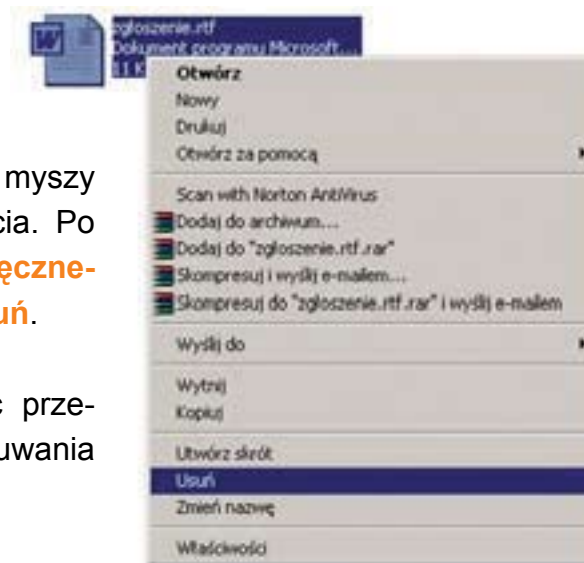 zgloszenie.rtf
Dokument programu Microsoft...
11 K
Otwórz
Nowy
Drukuj
Otwórz za pomocą
Scan with Norton AntiVirus
Dodaj do archiwum...
Dodaj do "zgloszenie.rtf.rar"
Skompresuj i wyślij e-mailem...
Skompresuj do "zgloszenie.rtf.rar" i wyślij e-mailem
Wyślij do
Wytnij
Kopiuj
Utwórz skrót
Usuń
Zmień nazwę
Właściwości
myszy
cia. Po
ęczne-
uń.
ć prze-
uwania